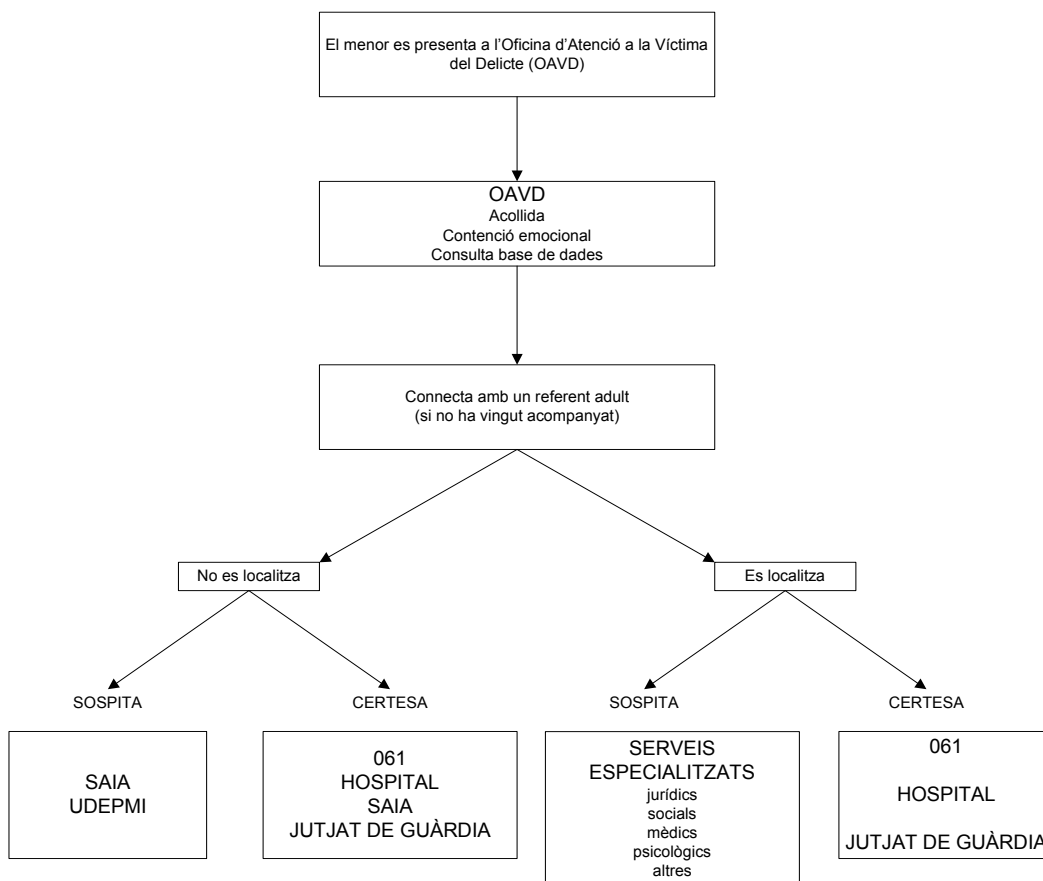 El menor es presenta a l'Oficina d'Atenció a la Víctima
del Delicte (OAVD)
OAVD
Acollida
Contenció emocional
Consulta base de dades
Connecta amb un referent adult
(si no ha vingut acompanyat)
No es localitza
Es localitza
SOSPITA
CERTESA
SOSPITA
CERTESA
SAIA
UDEPMI
061
HOSPITAL
SAIA
JUTJAT DE GUÀRDIA
SERVEIS
ESPECIALITZATS
jurídics
socials
mèdics
psicològics
altres
061
HOSPITAL
JUTJAT DE GUÀRDIA